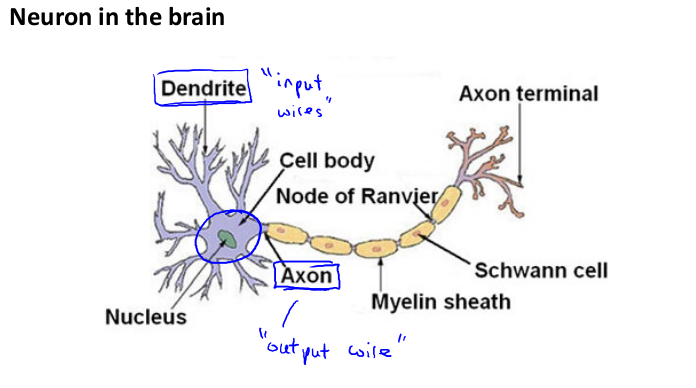 Neuron in the brain
Dendrite
"input
wires"
Axon terminal
Cell body
Node of Ranvier
Axon
Schwann cell
Myelin sheath
Nucleus
"output wire"